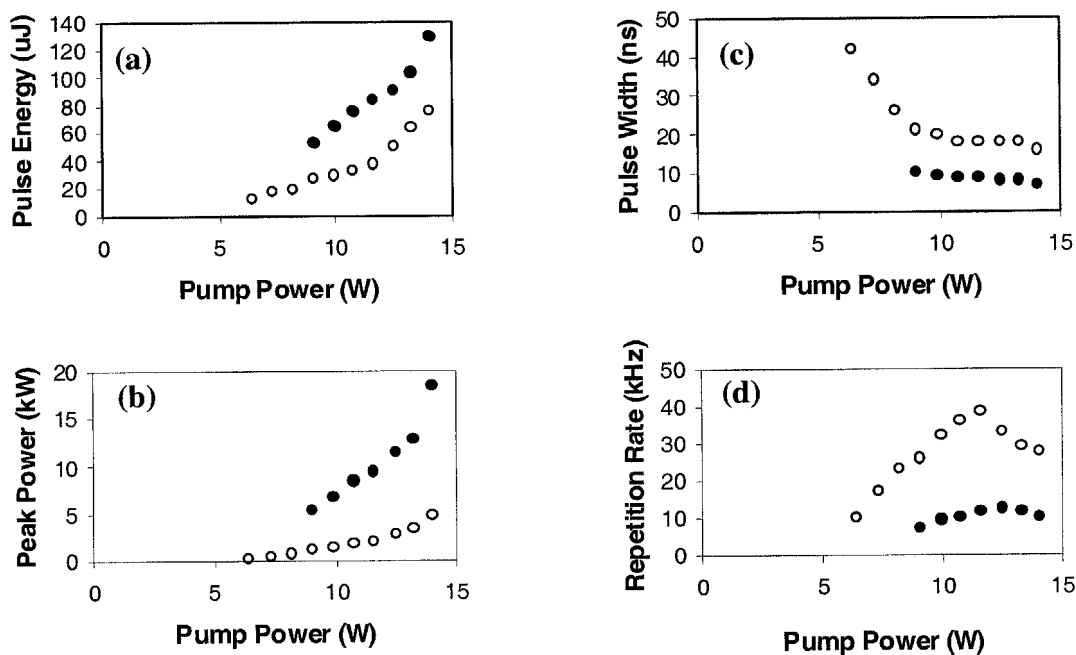 (a)
Pulse Energy (uJ)
140
120
100
80
60
40
20
0
0 5 10 15
Pump Power (W)
(c)
Pulse Width (ns)
50
40
30
20
10
0
0 5 10 15
Pump Power (W)
(b)
Peak Power (kW)
20
15
10
5
0
0 5 10 15
Pump Power (W)
(d)
Repetition Rate (kHz)
50
40
30
20
10
0
0 5 10 15
Pump Power (W)